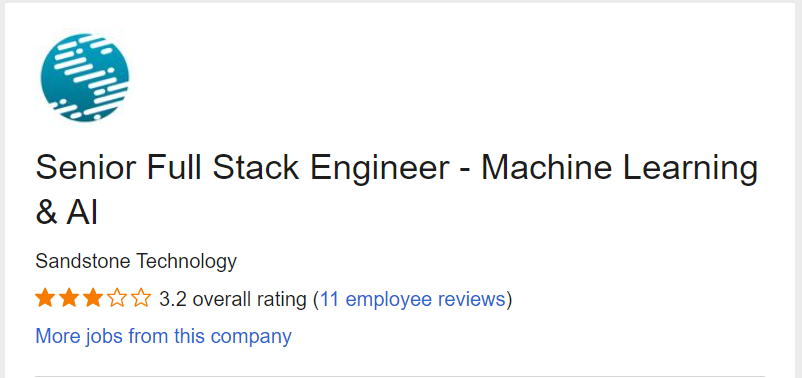 Senior Full Stack Engineer - Machine Learning
& AI
Sandstone Technology
3.2 overall rating (11 employee reviews)
More jobs from this company